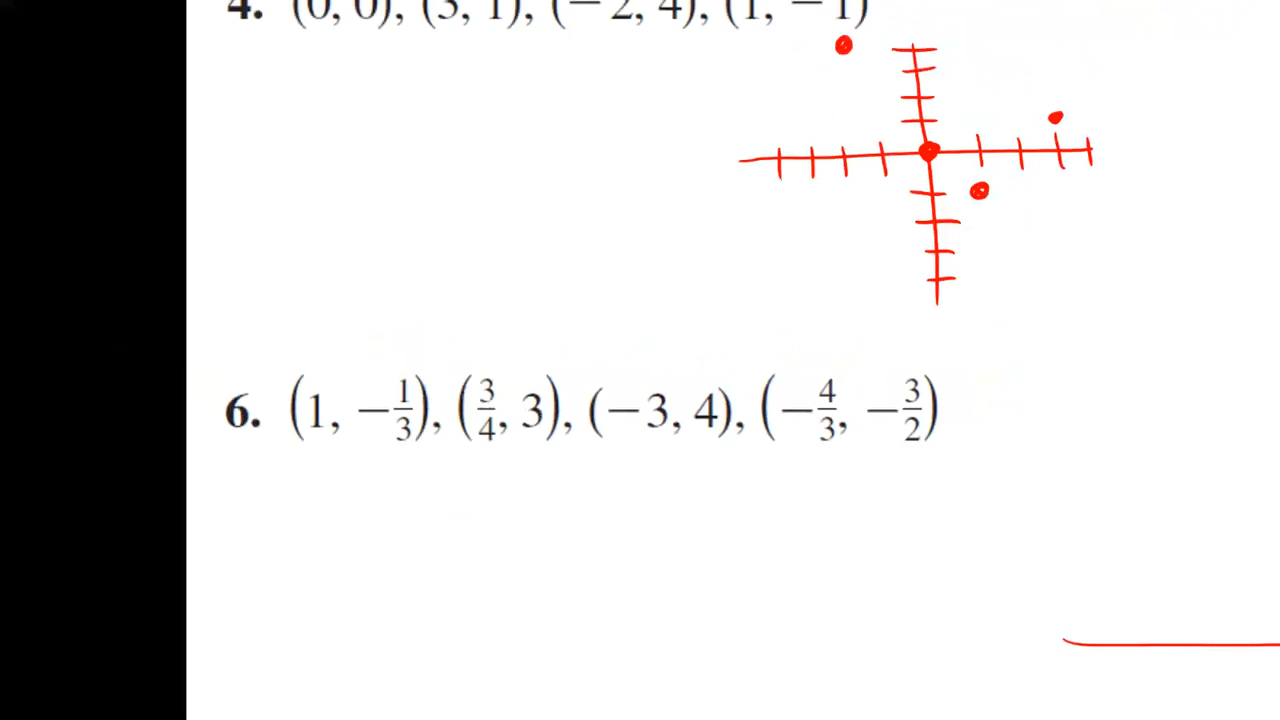 4. (0, 0), (3, 1), (−2, 4), (1, −1)
6. (1, −1/3), (3/4, 3), (−3, 4), (−4/3, −3/2)